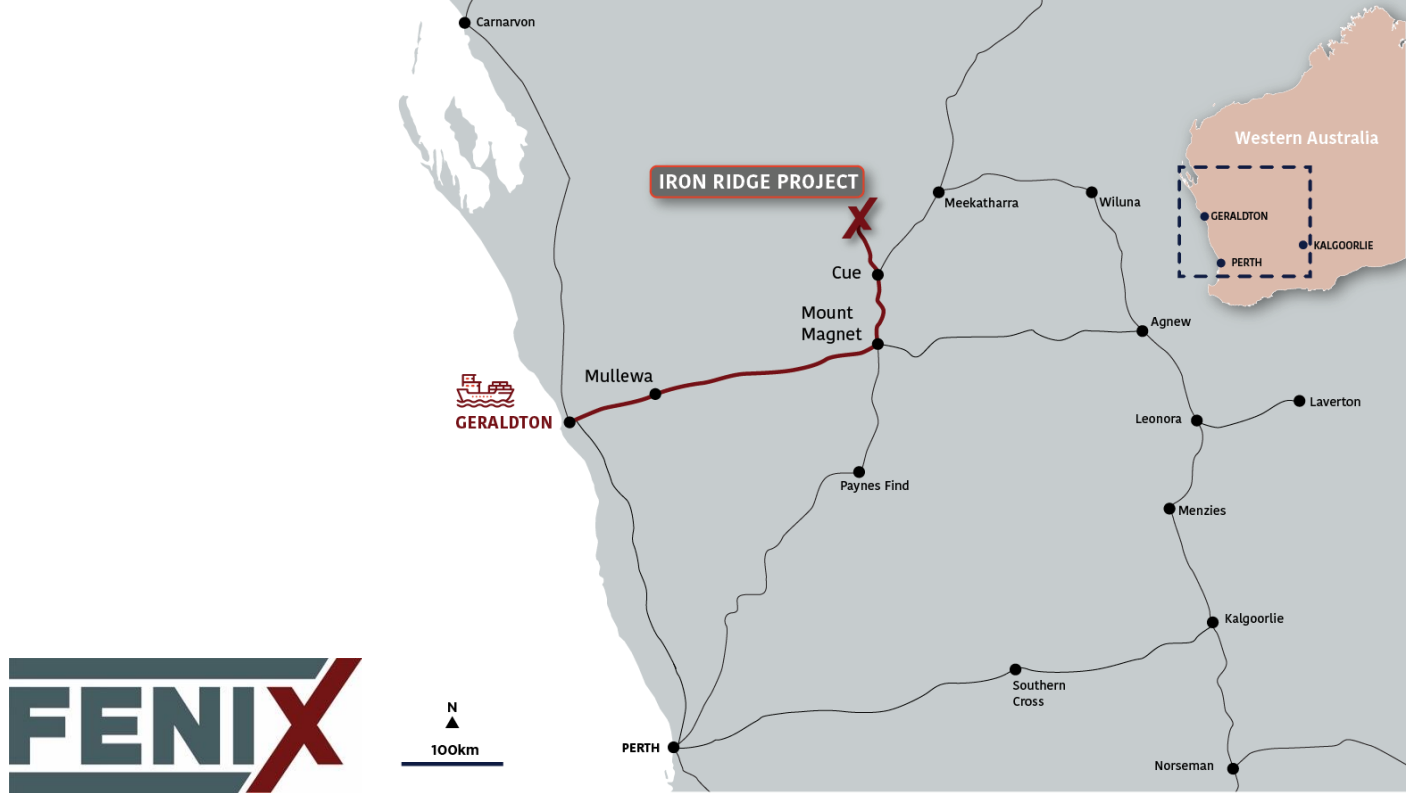 Carnarvon
Western Australia
IRON RIDGE PROJECT
X
Meekatharra
Wiluna
GERALDTON
KALGOORLIE
PERTH
Cue
Mount
Magnet
Agnew
Mullewa
GERALDTON
Leonora
Laverton
Paynes Find
Menzies
Kalgoorlie
Southern
Cross
PERTH
Norseman
N
100km
FENIX